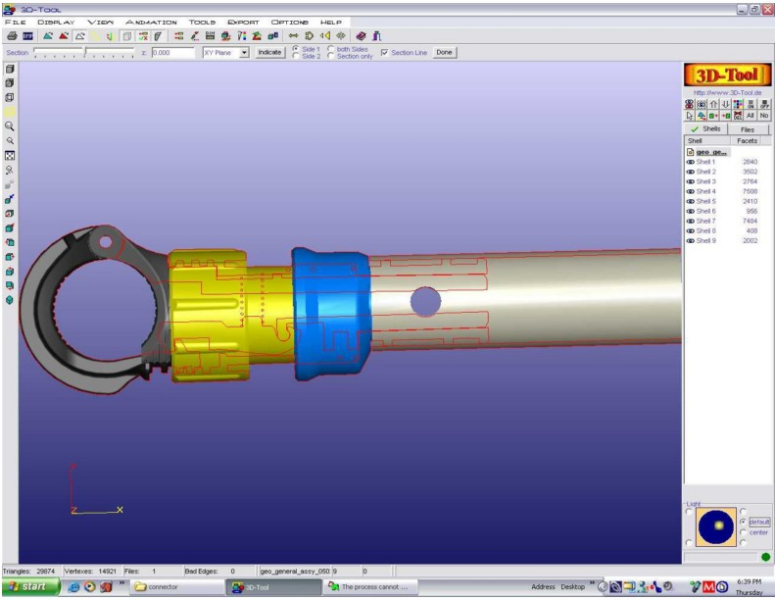 3D-Tool
FILE DISPLAY VIEW ANIMATION TOOLS EXPORT OPTIONS HELP
Section z: 0.000 XY Plane Indicate Side 1 both Sides Section Line Done
Side 2 Section only
3D-Tool
http://www.3D-Tool.de
All No
Shells Files
Shell Facets
geo_ge...
Shell 1 2840
Shell 2 3502
Shell 3 2764
Shell 4 7508
Shell 5 2410
Shell 6 956
Shell 7 7484
Shell 8 408
Shell 9 2002
Y
Z X
Light
default
center
Triangles: 29874 Vertexes: 14921 Files: 1 Bad Edges: 0 geo_general_assy_050 9 0
start connector 3D-Tool The process cannot ... Address Desktop 6:39 PM
Thursday